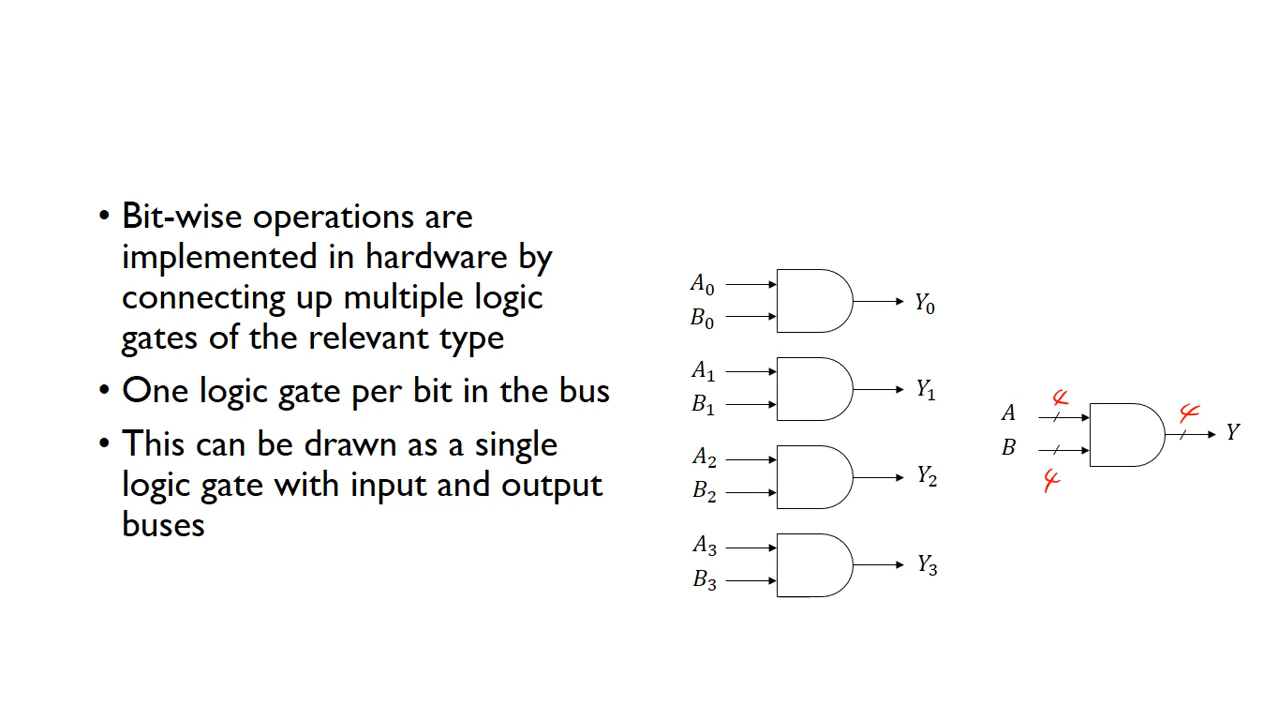 • Bit-wise operations are
implemented in hardware by
connecting up multiple logic
gates of the relevant type
• One logic gate per bit in the bus
• This can be drawn as a single
logic gate with input and output
buses
A₀
B₀
Y₀
A₁
B₁
Y₁
A₂
B₂
Y₂
A₃
B₃
Y₃
4
4
A
B
Y
4